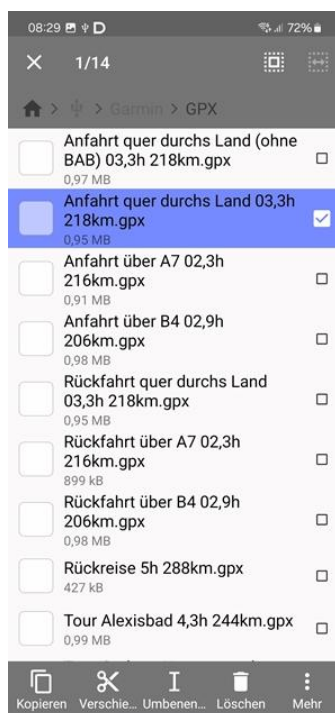 08:29
72%
1/14
> > Garmin > GPX
Anfahrt quer durchs Land (ohne
BAB) 03,3h 218km.gpx
0,97 MB
Anfahrt quer durchs Land 03,3h
218km.gpx
0,95 MB
Anfahrt über A7 02,3h
216km.gpx
0,91 MB
Anfahrt über B4 02,9h
206km.gpx
0,98 MB
Rückfahrt quer durchs Land
03,3h 218km.gpx
0,95 MB
Rückfahrt über A7 02,3h
216km.gpx
899 kB
Rückfahrt über B4 02,9h
206km.gpx
0,98 MB
Rückreise 5h 288km.gpx
427 kB
Tour Alexisbad 4,3h 244km.gpx
0,99 MB
Kopieren Verschie... Umbenen... Löschen Mehr